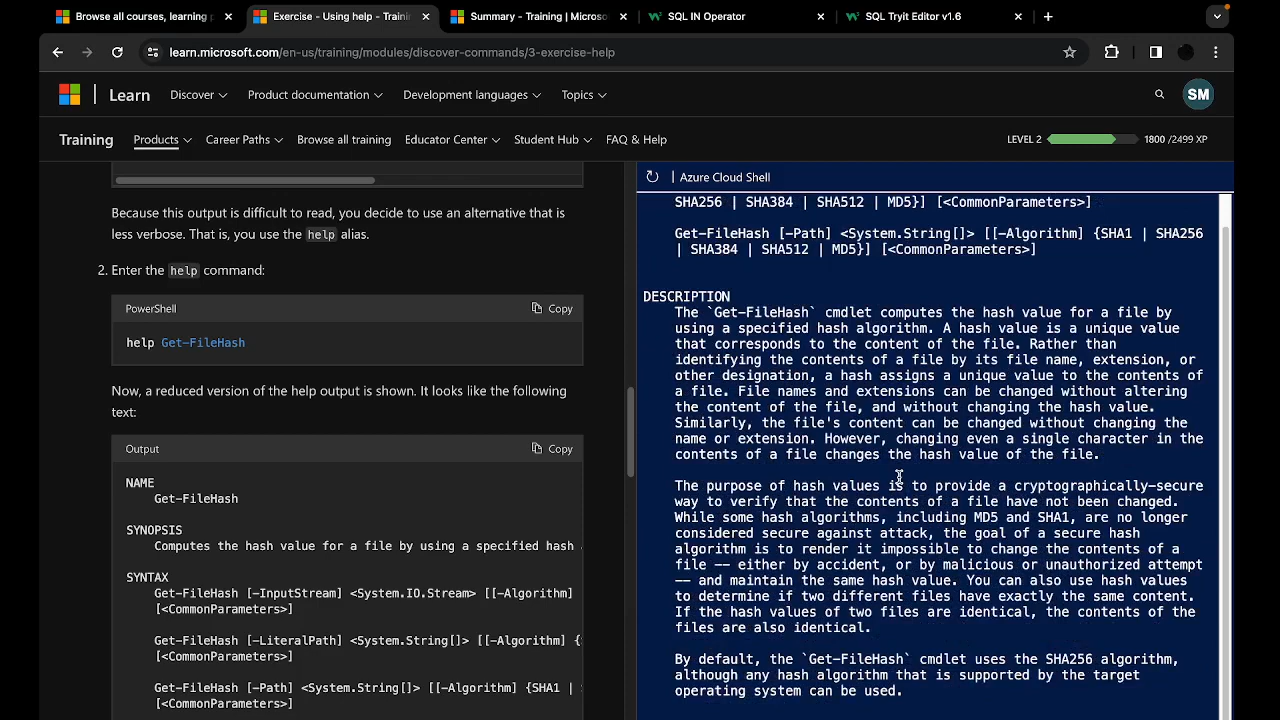 Browse all courses, learning p
Exercise - Using help - Trainin
Summary - Training | Microso
SQL IN Operator
SQL Tryit Editor v1.6
learn.microsoft.com/en-us/training/modules/discover-commands/3-exercise-help
Learn
Discover
Product documentation
Development languages
Topics
SM
Training
Products
Career Paths
Browse all training
Educator Center
Student Hub
FAQ & Help
LEVEL 2
1800 /2499 XP
Because this output is difficult to read, you decide to use an alternative that is
less verbose. That is, you use the help alias.
2. Enter the help command:
PowerShell
Copy
help Get-FileHash
Now, a reduced version of the help output is shown. It looks like the following
text:
Output
Copy
NAME
Get-FileHash
SYNOPSIS
Computes the hash value for a file by using a specified hash
SYNTAX
Get-FileHash [-InputStream] <System.IO.Stream> [[-Algorithm]
[<CommonParameters>]
Get-FileHash [-LiteralPath] <System.String[]> [[-Algorithm] {
[<CommonParameters>]
Get-FileHash [-Path] <System.String[]> [[-Algorithm] {SHA1 |
[<CommonParameters>]
Azure Cloud Shell
SHA256 | SHA384 | SHA512 | MD5}] [<CommonParameters>]
Get-FileHash [-Path] <System.String[]> [[-Algorithm] {SHA1 | SHA256
| SHA384 | SHA512 | MD5}] [<CommonParameters>]
DESCRIPTION
The `Get-FileHash` cmdlet computes the hash value for a file by
using a specified hash algorithm. A hash value is a unique value
that corresponds to the content of the file. Rather than
identifying the contents of a file by its file name, extension, or
other designation, a hash assigns a unique value to the contents of
a file. File names and extensions can be changed without altering
the content of the file, and without changing the hash value.
Similarly, the file's content can be changed without changing the
name or extension. However, changing even a single character in the
contents of a file changes the hash value of the file.
The purpose of hash values is to provide a cryptographically-secure
way to verify that the contents of a file have not been changed.
While some hash algorithms, including MD5 and SHA1, are no longer
considered secure against attack, the goal of a secure hash
algorithm is to render it impossible to change the contents of a
file -- either by accident, or by malicious or unauthorized attempt
-- and maintain the same hash value. You can also use hash values
to determine if two different files have exactly the same content.
If the hash values of two files are identical, the contents of the
files are also identical.
By default, the `Get-FileHash` cmdlet uses the SHA256 algorithm,
although any hash algorithm that is supported by the target
operating system can be used.